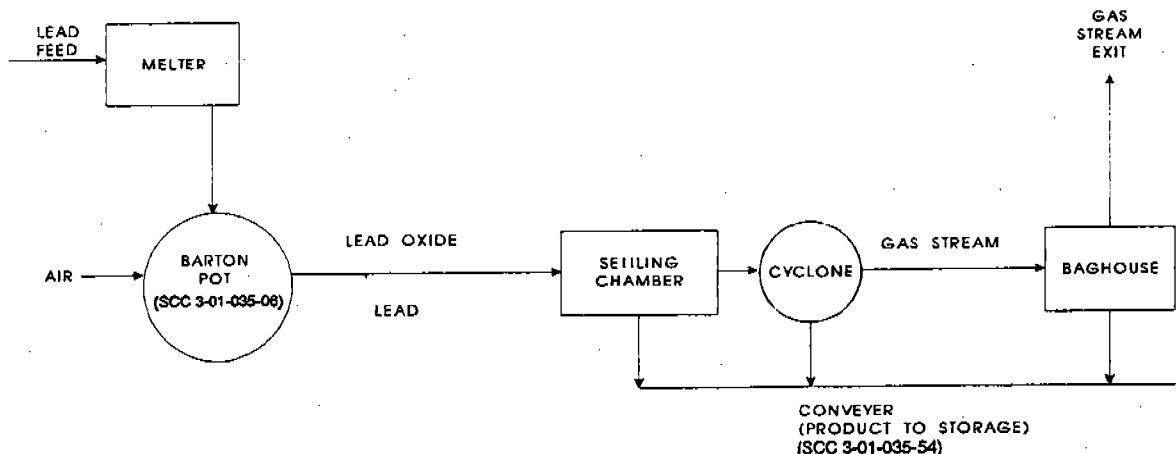 LEAD
FEED
MELTER
GAS
STREAM
EXIT
AIR
BARTON
POT
(SCC 3-01-035-06)
LEAD OXIDE
LEAD
SETTLING
CHAMBER
CYCLONE
GAS STREAM
BAGHOUSE
CONVEYER
(PRODUCT TO STORAGE)
(SCC 3-01-035-54)